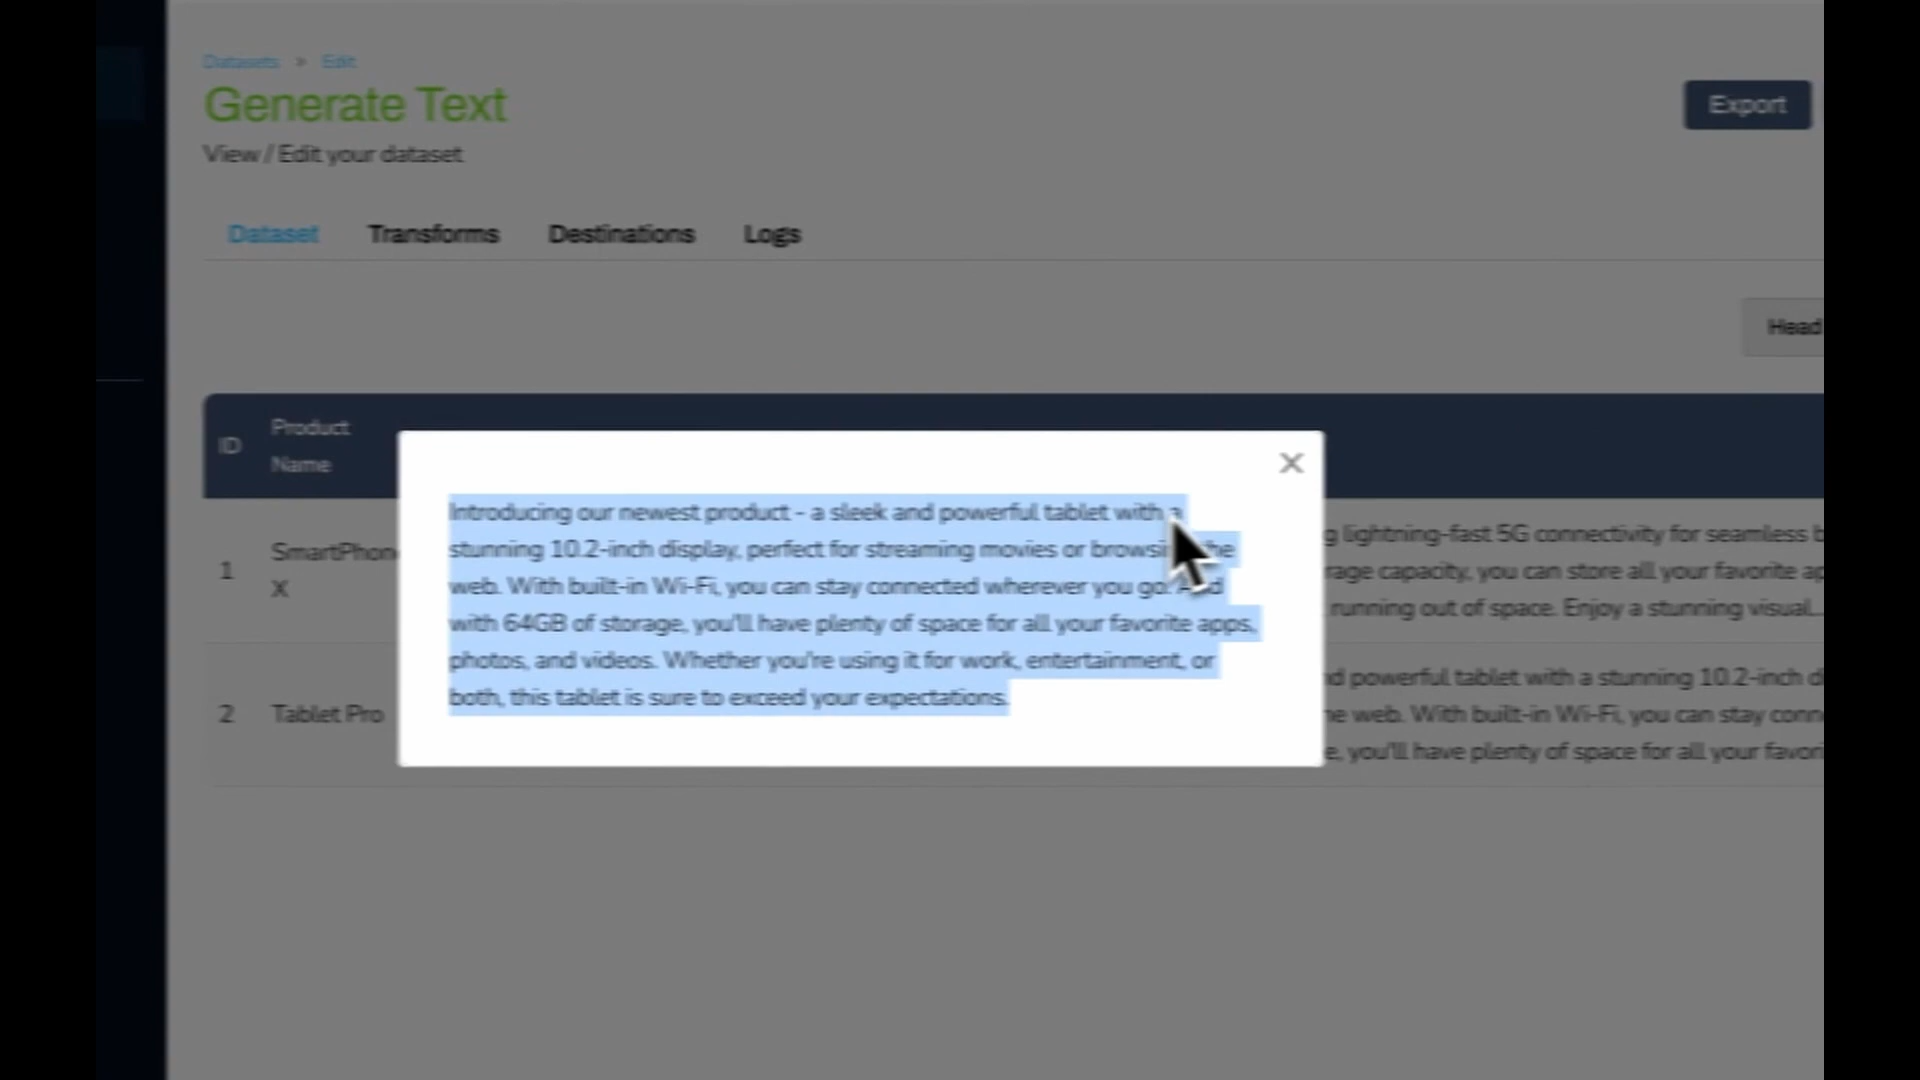 Datasets > Edit
Generate Text
Export
View / Edit your dataset
Dataset Transforms Destinations Logs
Head
ID Product Name
Introducing our newest product - a sleek and powerful tablet with a
stunning 10.2-inch display, perfect for streaming movies or browsing the
web. With built-in Wi-Fi, you can stay connected wherever you go. And
with 64GB of storage, you'll have plenty of space for all your favorite apps,
photos, and videos. Whether you're using it for work, entertainment, or
both, this tablet is sure to exceed your expectations.
1 SmartPhon X
g lightning-fast 5G connectivity for seamless b
rage capacity, you can store all your favorite ap
running out of space. Enjoy a stunning visual...
2 Tablet Pro
d powerful tablet with a stunning 10.2-inch d
e web. With built-in Wi-Fi, you can stay conn
e, you'll have plenty of space for all your favori